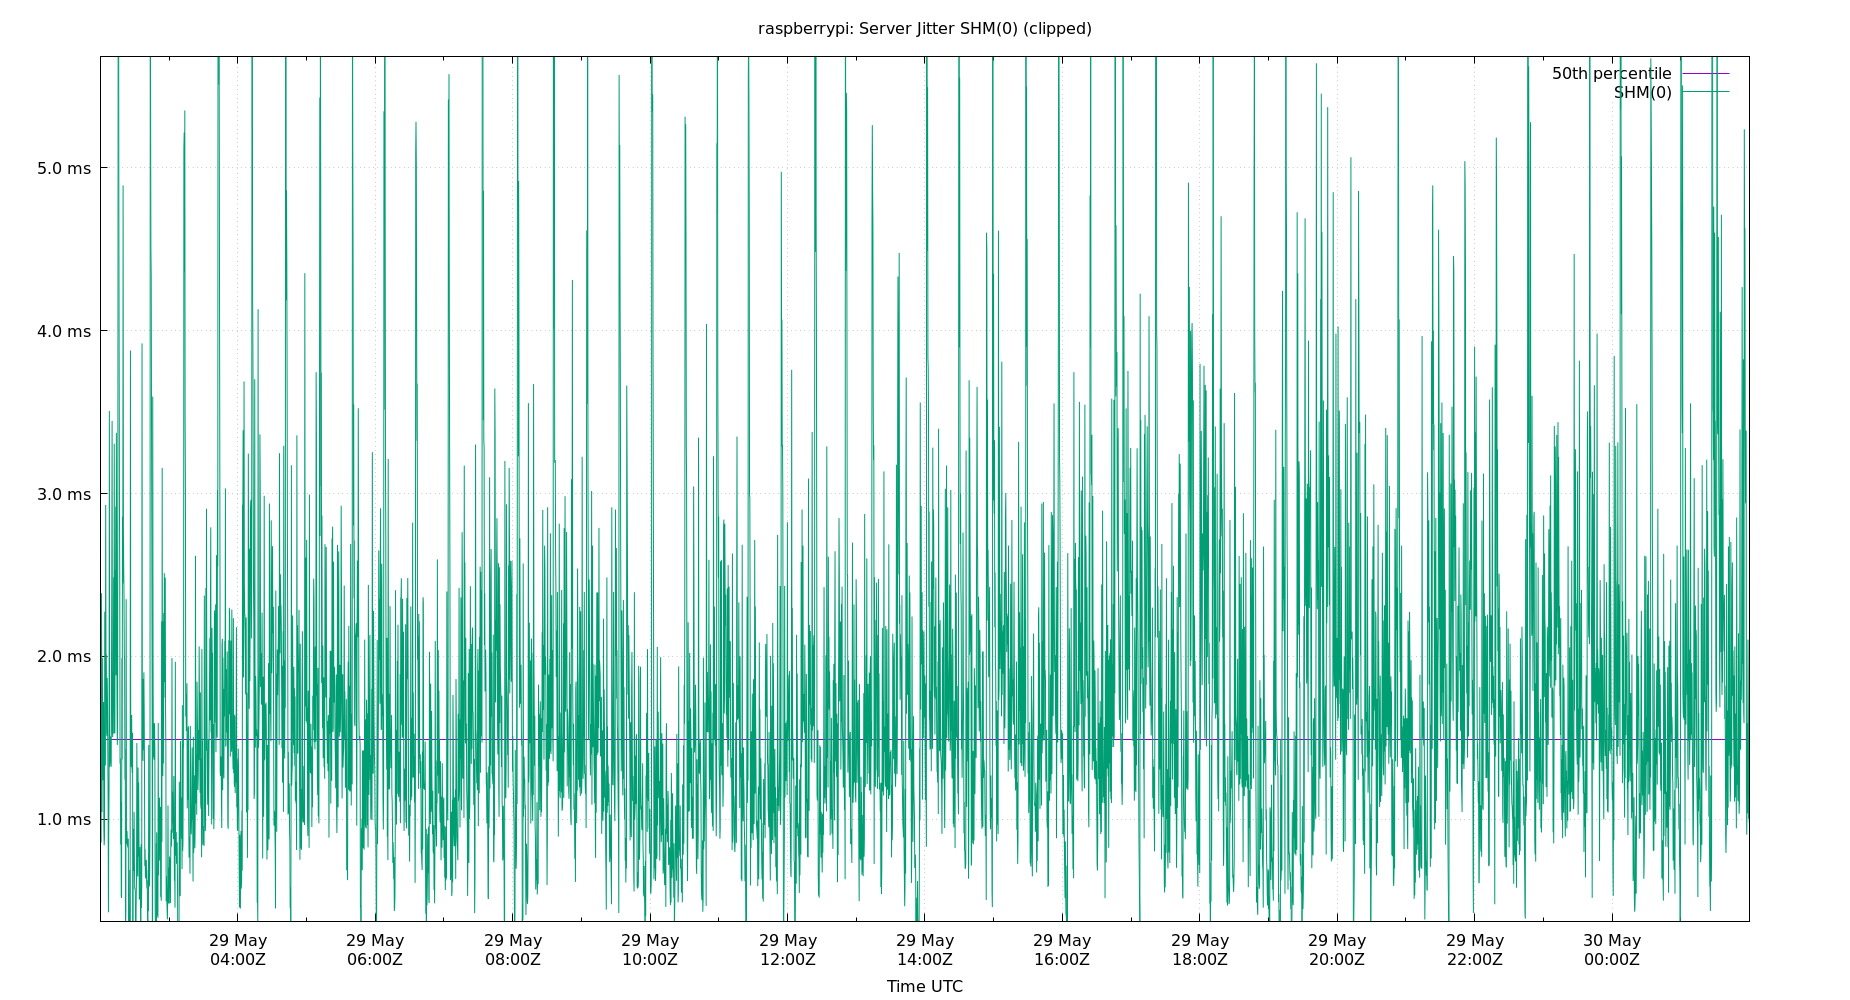 raspberrypi: Server Jitter SHM(0) (clipped)
50th percentile
SHM(0)
5.0 ms
4.0 ms
3.0 ms
2.0 ms
1.0 ms
29 May 29 May 29 May 29 May 29 May 29 May 29 May 29 May 29 May 29 May 30 May
04:00Z 06:00Z 08:00Z 10:00Z 12:00Z 14:00Z 16:00Z 18:00Z 20:00Z 22:00Z 00:00Z
Time UTC